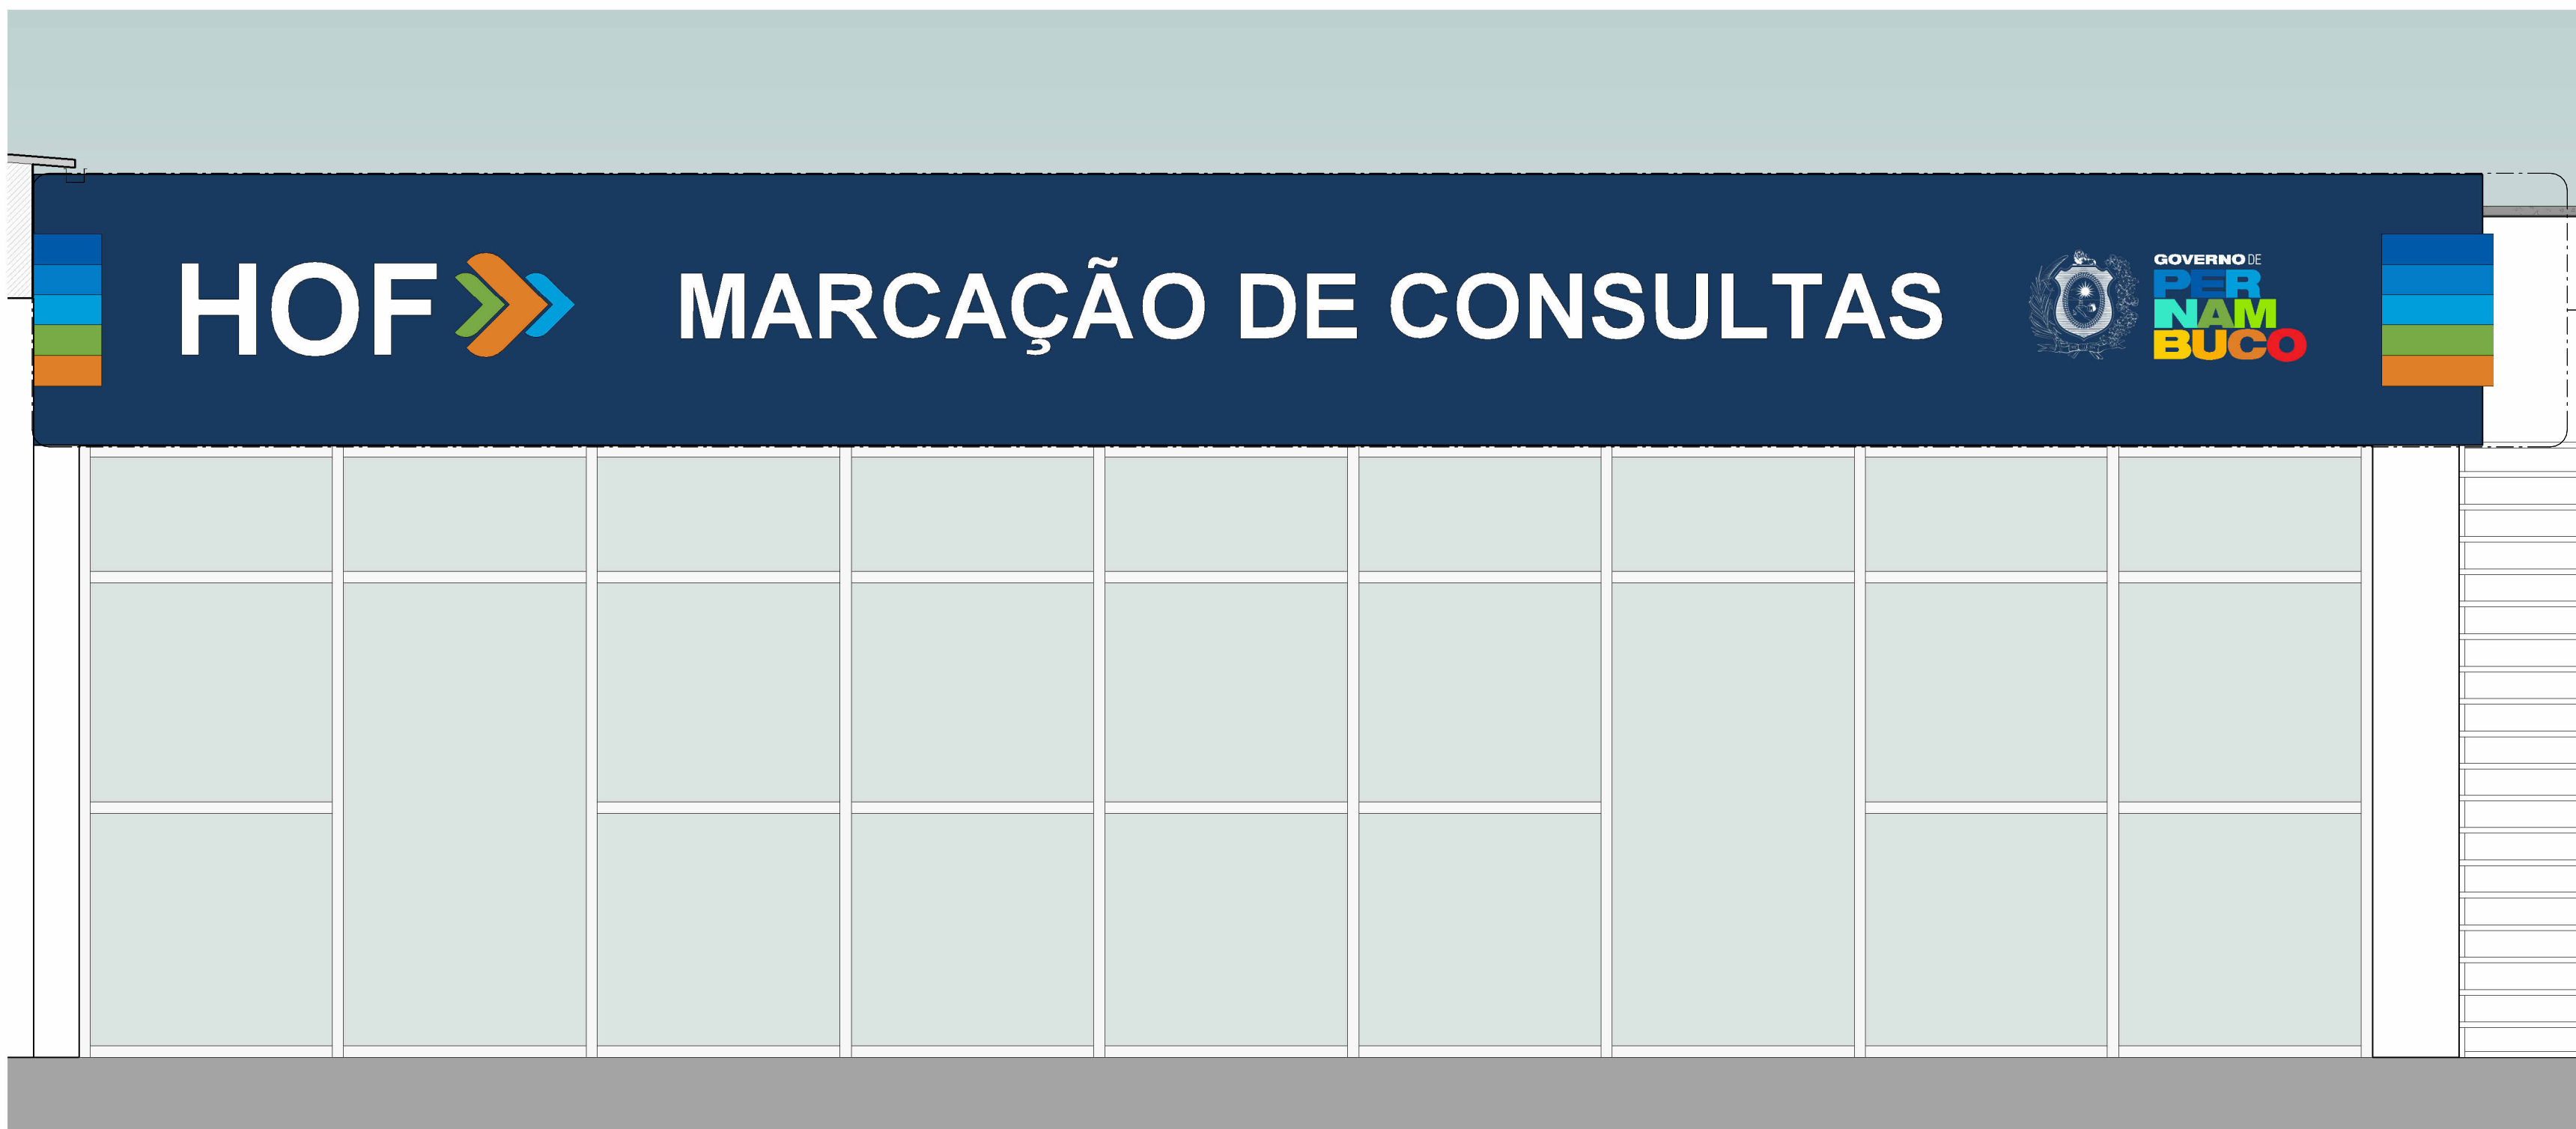 HOF MARCAÇÃO DE CONSULTAS
GOVERNO DE
PER
NAM
BUCO